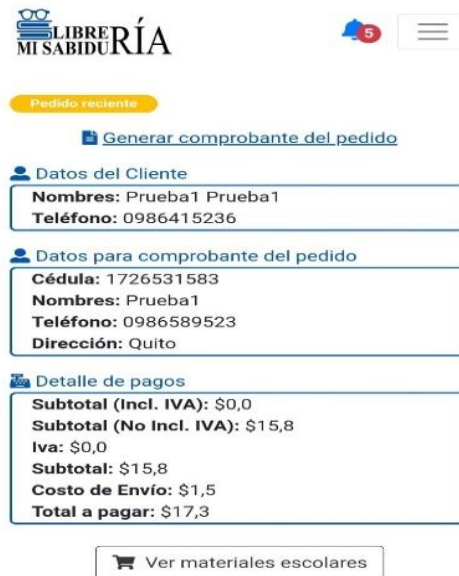 LIBRERÍA
MI SABIDURÍA
5
Pedido reciente
Generar comprobante del pedido
Datos del Cliente
Nombres: Prueba1 Prueba1
Teléfono: 0986415236
Datos para comprobante del pedido
Cédula: 1726531583
Nombres: Prueba1
Teléfono: 0986589523
Dirección: Quito
Detalle de pagos
Subtotal (Incl. IVA): $0,0
Subtotal (No Incl. IVA): $15,8
Iva: $0,0
Subtotal: $15,8
Costo de Envío: $1,5
Total a pagar: $17,3
Ver materiales escolares